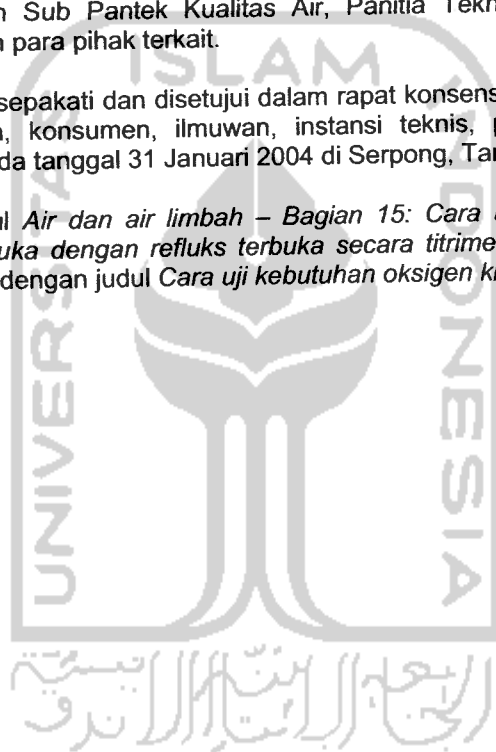 Sub Pantek Kualitas Air, Panitia Tekn
para pihak terkait.
sepakati dan disetujui dalam rapat konsens
konsumen, ilmuwan, instansi teknis,
da tanggal 31 Januari 2004 di Serpong, Tan
Air dan air limbah – Bagian 15: Cara
uka dengan refluks terbuka secara titrime
dengan judul Cara uji kebutuhan oksigen ki
ISLAM
UNIVERSITAS
INDONESIA